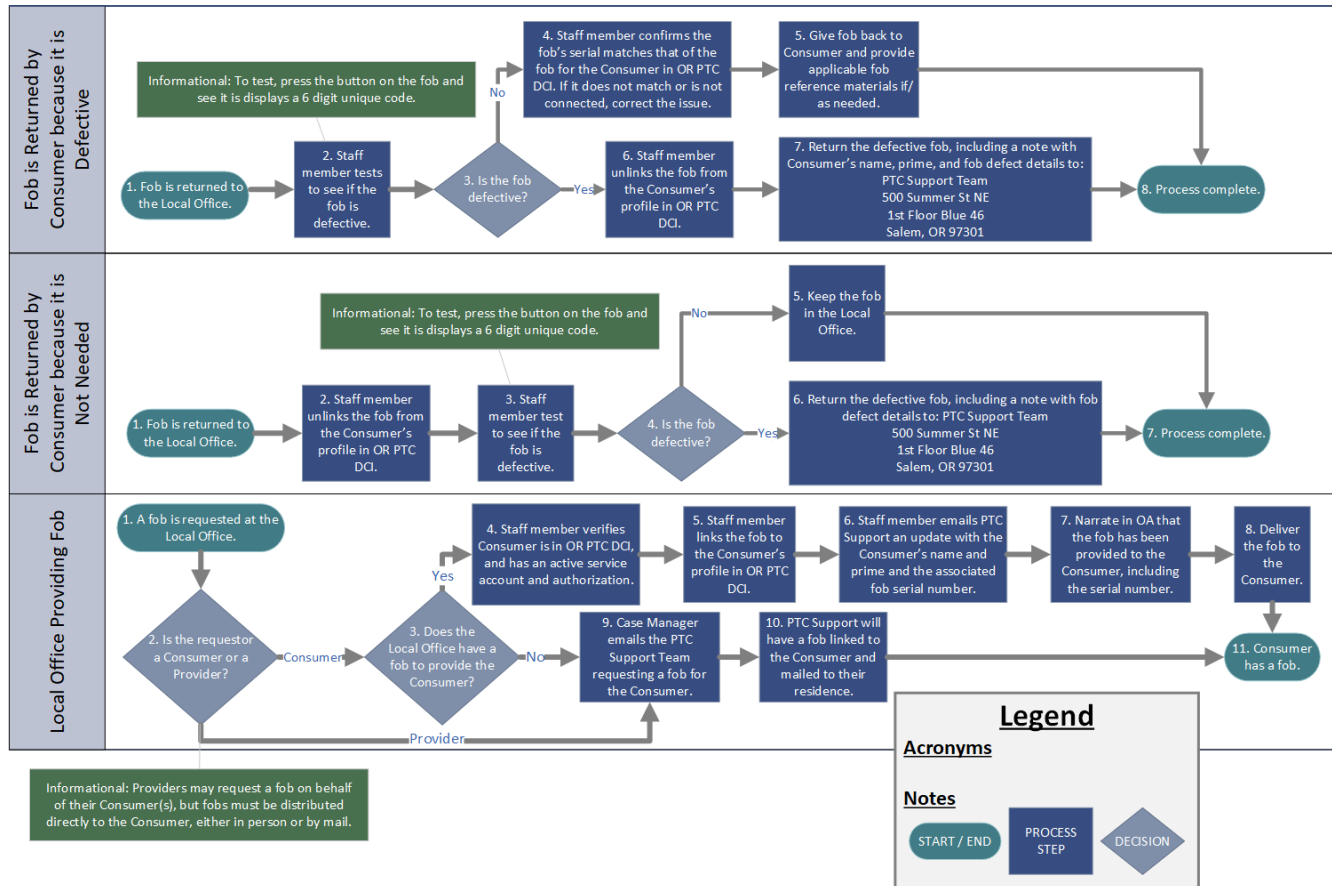 Fob is Returned by
Consumer because it is
Defective
Informational: To test, press the button on the fob and
see it is displays a 6 digit unique code.
1. Fob is returned to
the Local Office.
2. Staff
member tests
to see if the
fob is
defective.
3. Is the fob
defective?
No
4. Staff member confirms the
fob's serial matches that of the
fob for the Consumer in OR PTC
DCI. If it does not match or is not
connected, correct the issue.
5. Give fob back to
Consumer and provide
applicable fob
reference materials if/
as needed.
Yes
6. Staff member
unlinks the fob from
the Consumer's
profile in OR PTC
DCI.
7. Return the defective fob, including a note with
Consumer's name, prime, and fob defect details to:
PTC Support Team
500 Summer St NE
1st Floor Blue 46
Salem, OR 97301
8. Process complete.
Fob is Returned by
Consumer because it is
Not Needed
Informational: To test, press the button on the fob and
see it is displays a 6 digit unique code.
1. Fob is returned to
the Local Office.
2. Staff member
unlinks the fob from
the Consumer's
profile in OR PTC
DCI.
3. Staff
member test
to see if the
fob is
defective.
4. Is the fob
defective?
No
5. Keep the fob
in the Local
Office.
Yes
6. Return the defective fob, including a note with fob
defect details to: PTC Support Team
500 Summer St NE
1st Floor Blue 46
Salem, OR 97301
7. Process complete.
Local Office Providing Fob
1. A fob is requested at the
Local Office.
2. Is the requestor
a Consumer or a
Provider?
Consumer
Provider
3. Does the
Local Office have a
fob to provide the
Consumer?
Yes
4. Staff member verifies
Consumer is in OR PTC DCI,
and has an active service
account and authorization.
5. Staff member
links the fob to
the Consumer's
profile in OR PTC
DCI.
6. Staff member emails PTC
Support an update with the
Consumer's name and
prime and the associated
fob serial number.
7. Narrate in OA that
the fob has been
provided to the
Consumer, including
the serial number.
8. Deliver
the fob to
the
Consumer.
No
9. Case Manager
emails the PTC
Support Team
requesting a fob for
the Consumer.
10. PTC Support will
have a fob linked to
the Consumer and
mailed to their
residence.
11. Consumer
has a fob.
Informational: Providers may request a fob on behalf
of their Consumer(s), but fobs must be distributed
directly to the Consumer, either in person or by mail.
Legend
Acronyms
Notes
START / END
PROCESS
STEP
DECISION